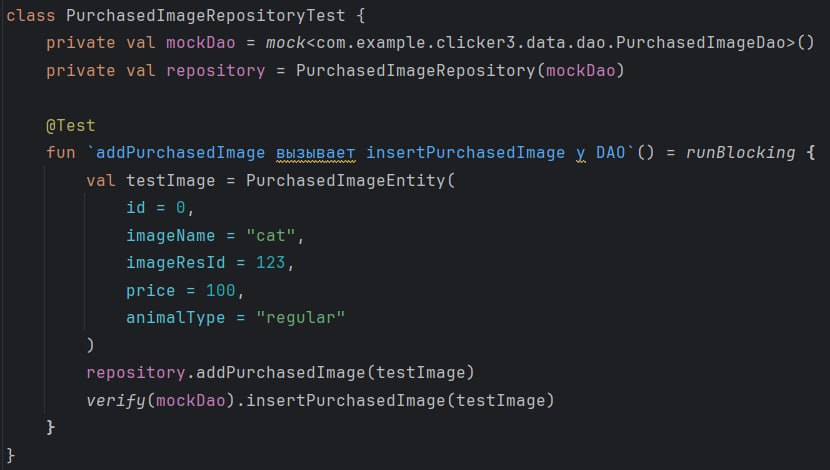 class PurchasedImageRepositoryTest {
    private val mockDao = mock<com.example.clicker3.data.dao.PurchasedImageDao>()
    private val repository = PurchasedImageRepository(mockDao)

    @Test
    fun `addPurchasedImage вызывает insertPurchasedImage у DAO`() = runBlocking {
        val testImage = PurchasedImageEntity(
            id = 0,
            imageName = "cat",
            imageResId = 123,
            price = 100,
            animalType = "regular"
        )
        repository.addPurchasedImage(testImage)
        verify(mockDao).insertPurchasedImage(testImage)
    }
}